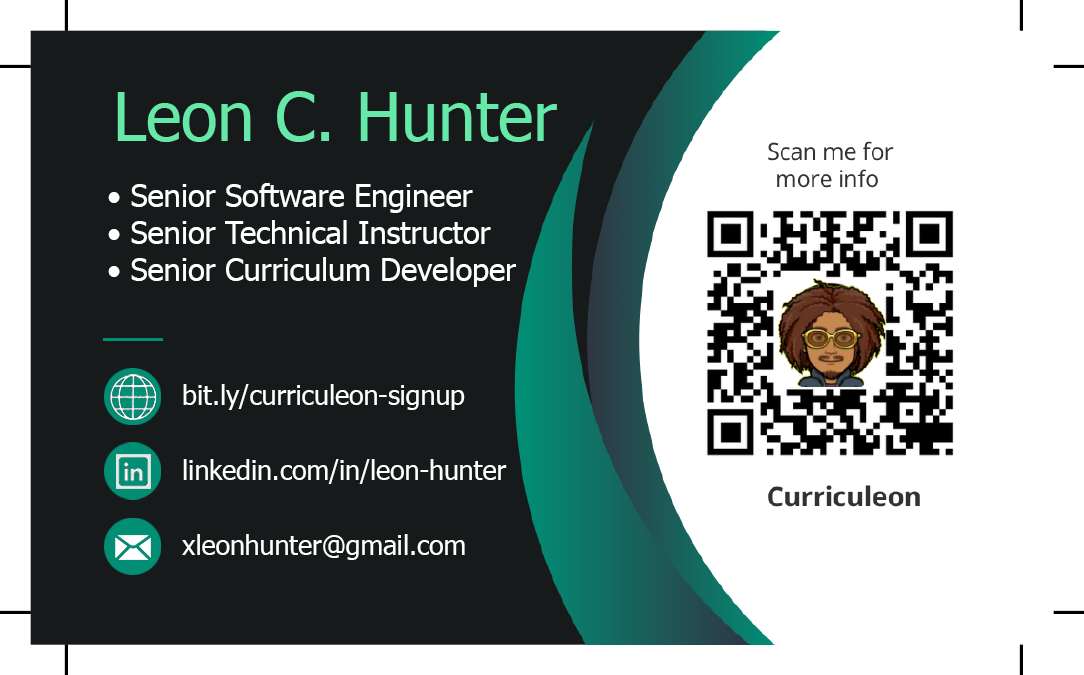 Leon C. Hunter
• Senior Software Engineer
• Senior Technical Instructor
• Senior Curriculum Developer
bit.ly/curriculeon-signup
in
linkedin.com/in/leon-hunter
xleonhunter@gmail.com
Scan me for
more info
Curriculeon